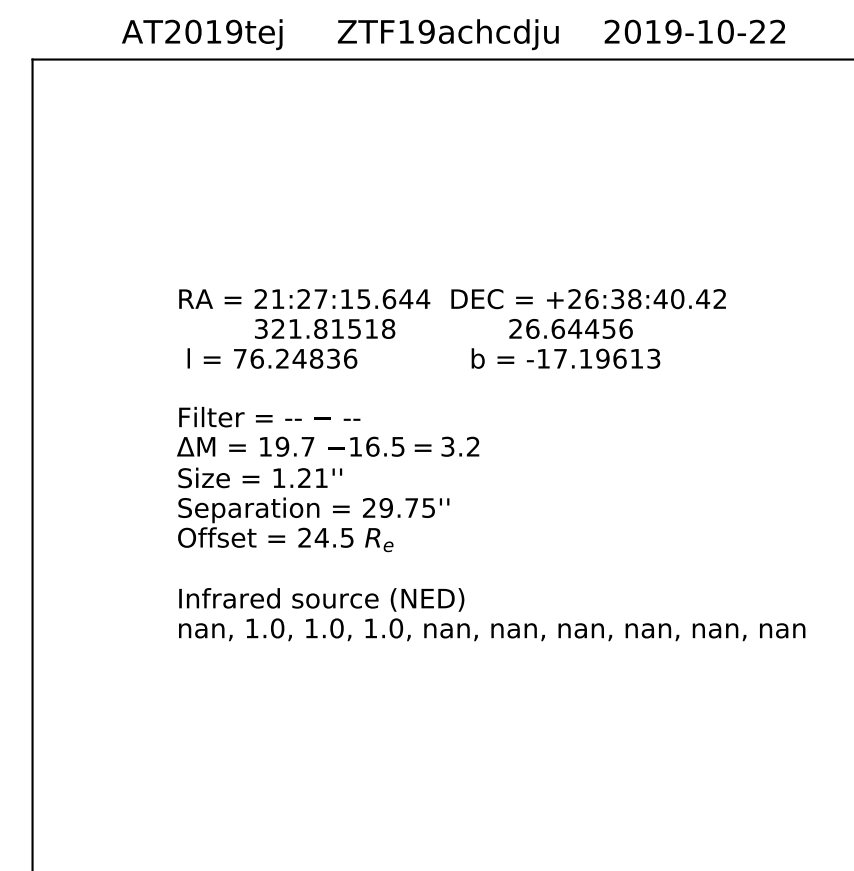 AT2019tej ZTF19achcdju 2019-10-22
RA = 21:27:15.644 DEC = +26:38:40.42
321.81518 26.64456
l = 76.24836 b = -17.19613
Filter = -- − --
ΔM = 19.7 −16.5 = 3.2
Size = 1.21''
Separation = 29.75''
Offset = 24.5 Rₑ
Infrared source (NED)
nan, 1.0, 1.0, 1.0, nan, nan, nan, nan, nan, nan